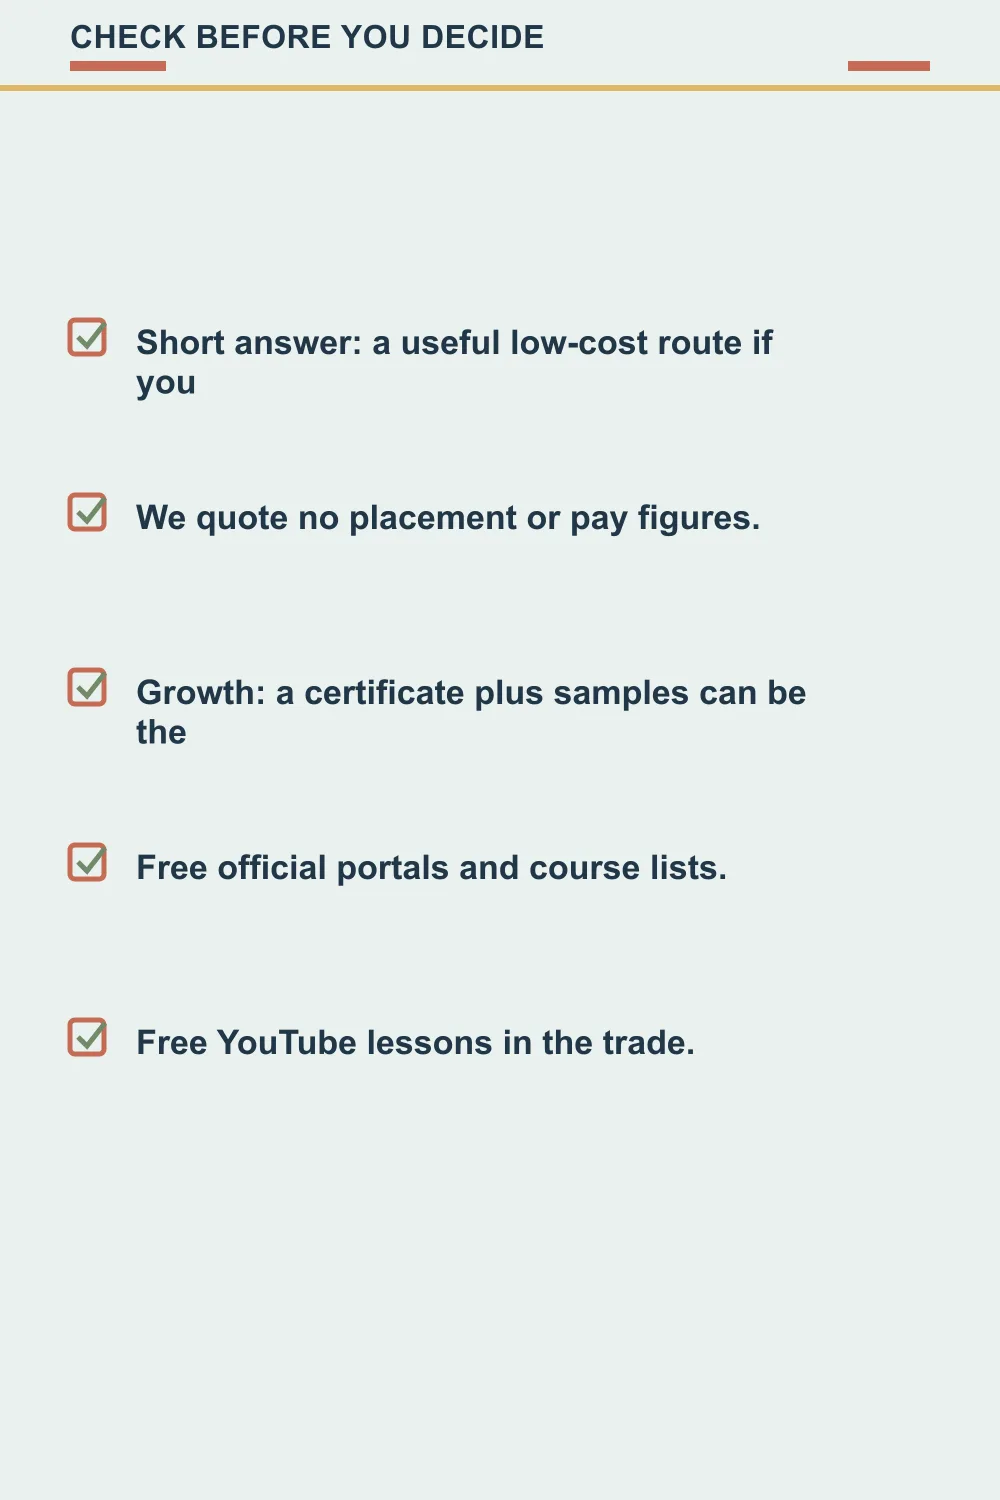 CHECK BEFORE YOU DECIDE
Short answer: a useful low-cost route if
you
We quote no placement or pay figures.
Growth: a certificate plus samples can be
the
Free official portals and course lists.
Free YouTube lessons in the trade.